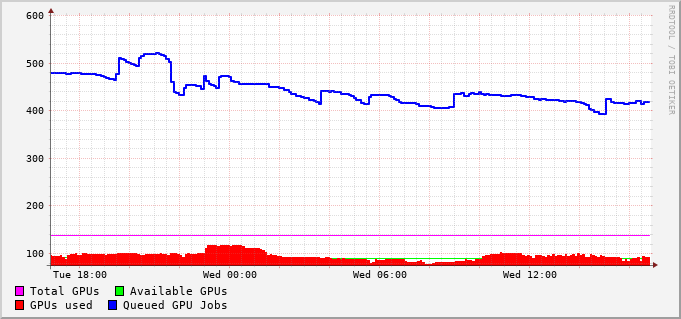 600
500
400
300
200
100
Tue 18:00 Wed 00:00 Wed 06:00 Wed 12:00
Total GPUs Available GPUs
GPUs used Queued GPU Jobs
RRDTOOL / TOBI OETIKER